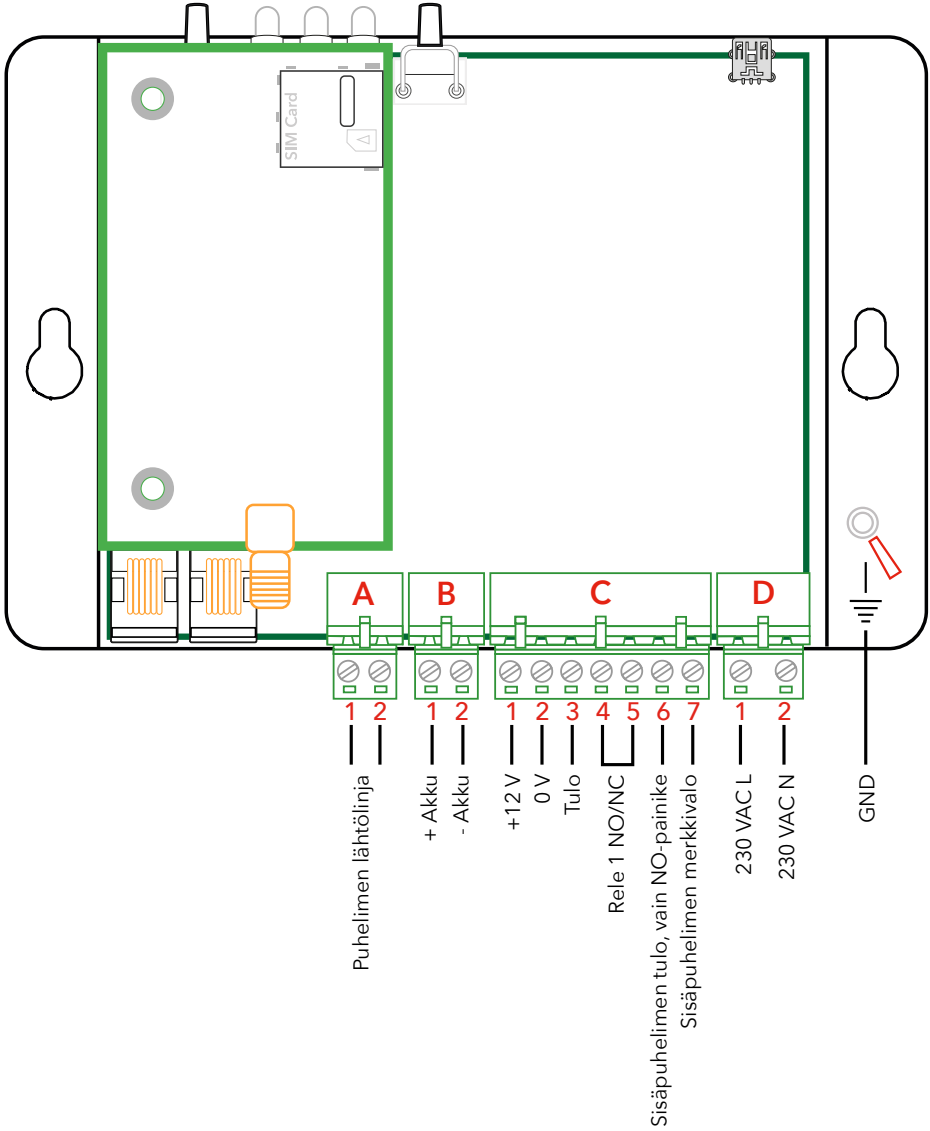 SIM Card
A
B
C
D
1 2
1 2
1 2 3 4 5 6 7
1 2
Puhelimen lähtölinja
+ Akku
- Akku
+12 V
0 V
Tulo
Rele 1 NO/NC
Sisäpuhelimen tulo, vain NO-painike
Sisäpuhelimen merkkivalo
230 VAC L
230 VAC N
GND